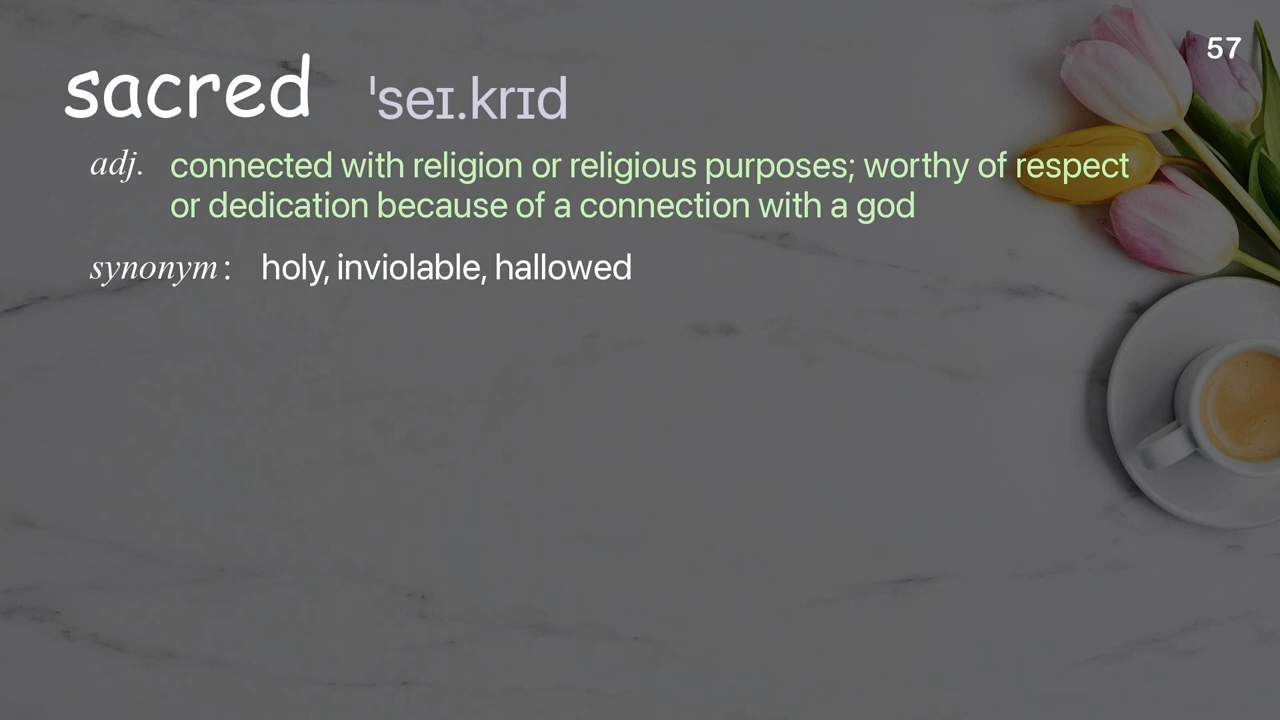 57
sacred ˈseɪ.krɪd
adj. connected with religion or religious purposes; worthy of respect
or dedication because of a connection with a god
synonym: holy, inviolable, hallowed